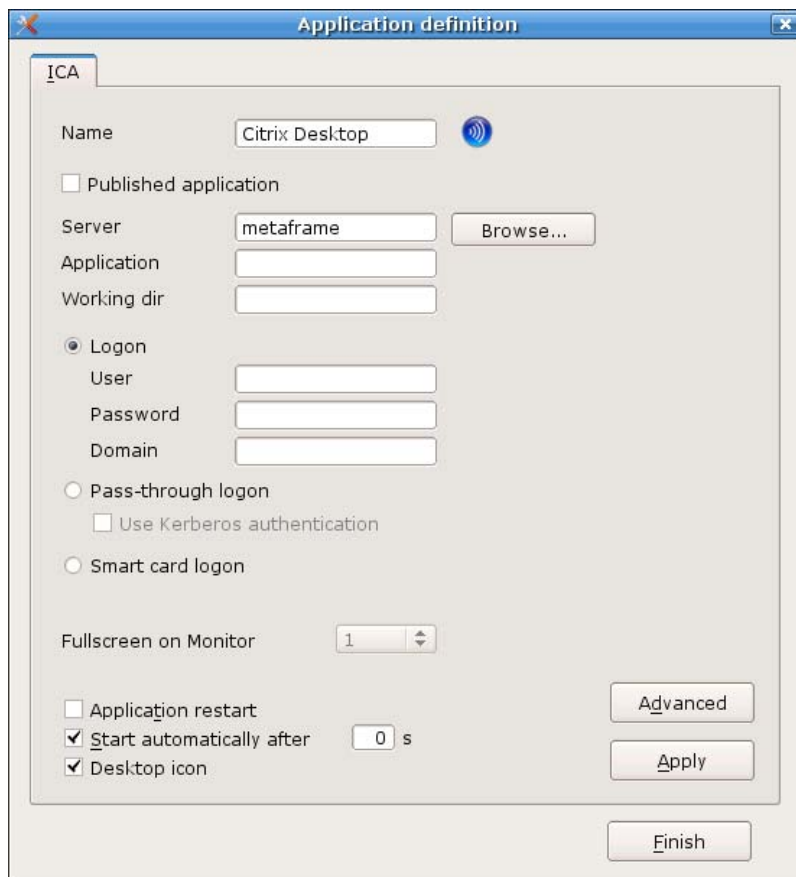 Application definition
ICA
Name Citrix Desktop
Published application
Server metaframe Browse...
Application
Working dir
Logon
User
Password
Domain
Pass-through logon
Use Kerberos authentication
Smart card logon
Fullscreen on Monitor 1
Application restart
Advanced
Start automatically after 0 s
Desktop icon
Apply
Finish